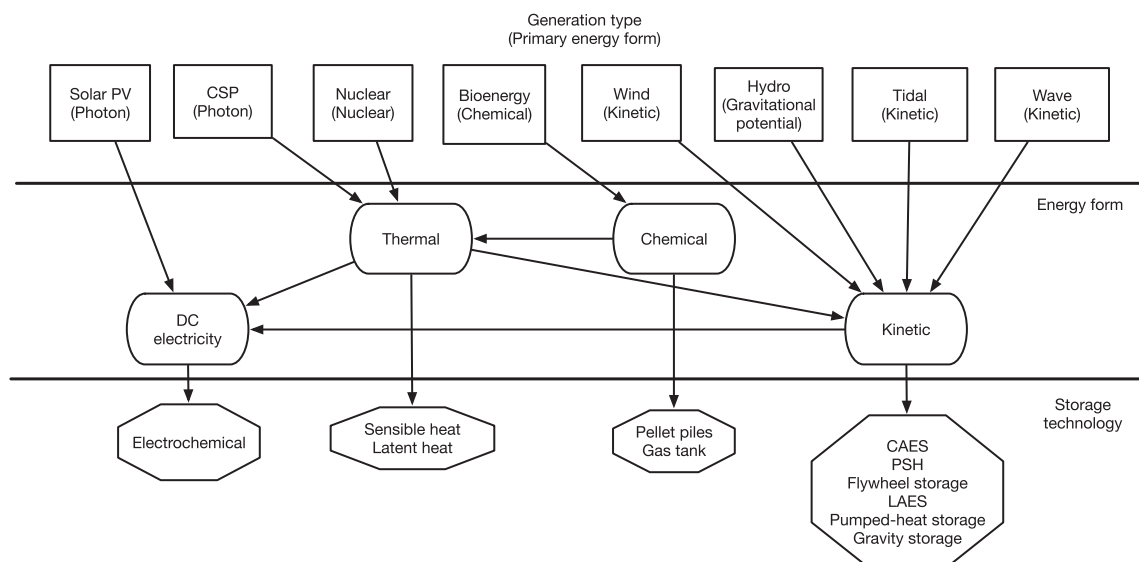 Generation type
(Primary energy form)
Solar PV
(Photon)
CSP
(Photon)
Nuclear
(Nuclear)
Bioenergy
(Chemical)
Wind
(Kinetic)
Hydro
(Gravitational
potential)
Tidal
(Kinetic)
Wave
(Kinetic)
Energy form
Thermal
Chemical
DC
electricity
Kinetic
Storage
technology
Electrochemical
Sensible heat
Latent heat
Pellet piles
Gas tank
CAES
PSH
Flywheel storage
LAES
Pumped-heat storage
Gravity storage